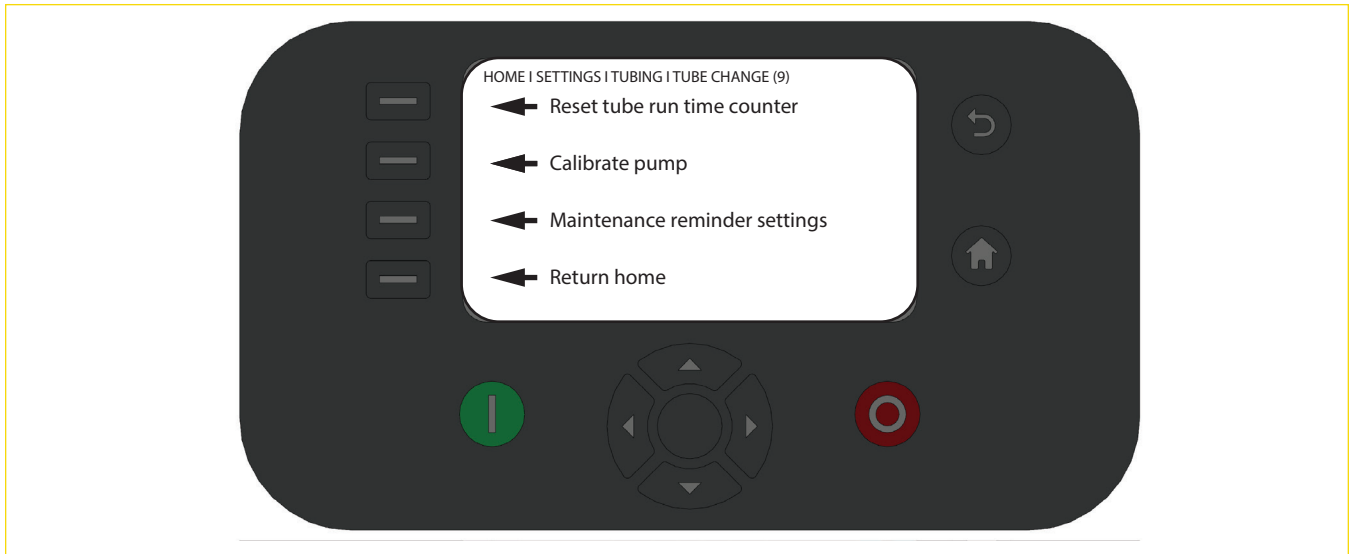 HOME I SETTINGS I TUBING I TUBE CHANGE (9)
Reset tube run time counter
Calibrate pump
Maintenance reminder settings
Return home